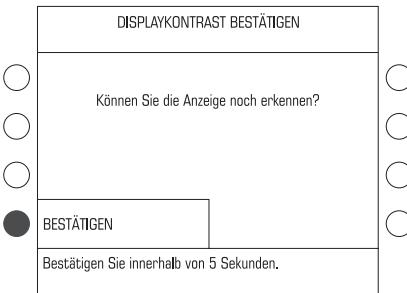 DISPLAYKONTRAST BESTÄTIGEN
Können Sie die Anzeige noch erkennen?
BESTÄTIGEN
Bestätigen Sie innerhalb von 5 Sekunden.